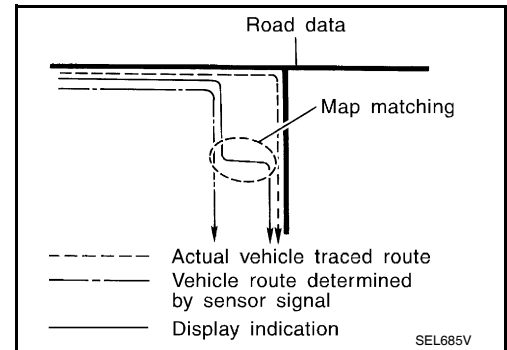 Road data
Map matching
Actual vehicle traced route
Vehicle route determined
by sensor signal
Display indication
SEL685V